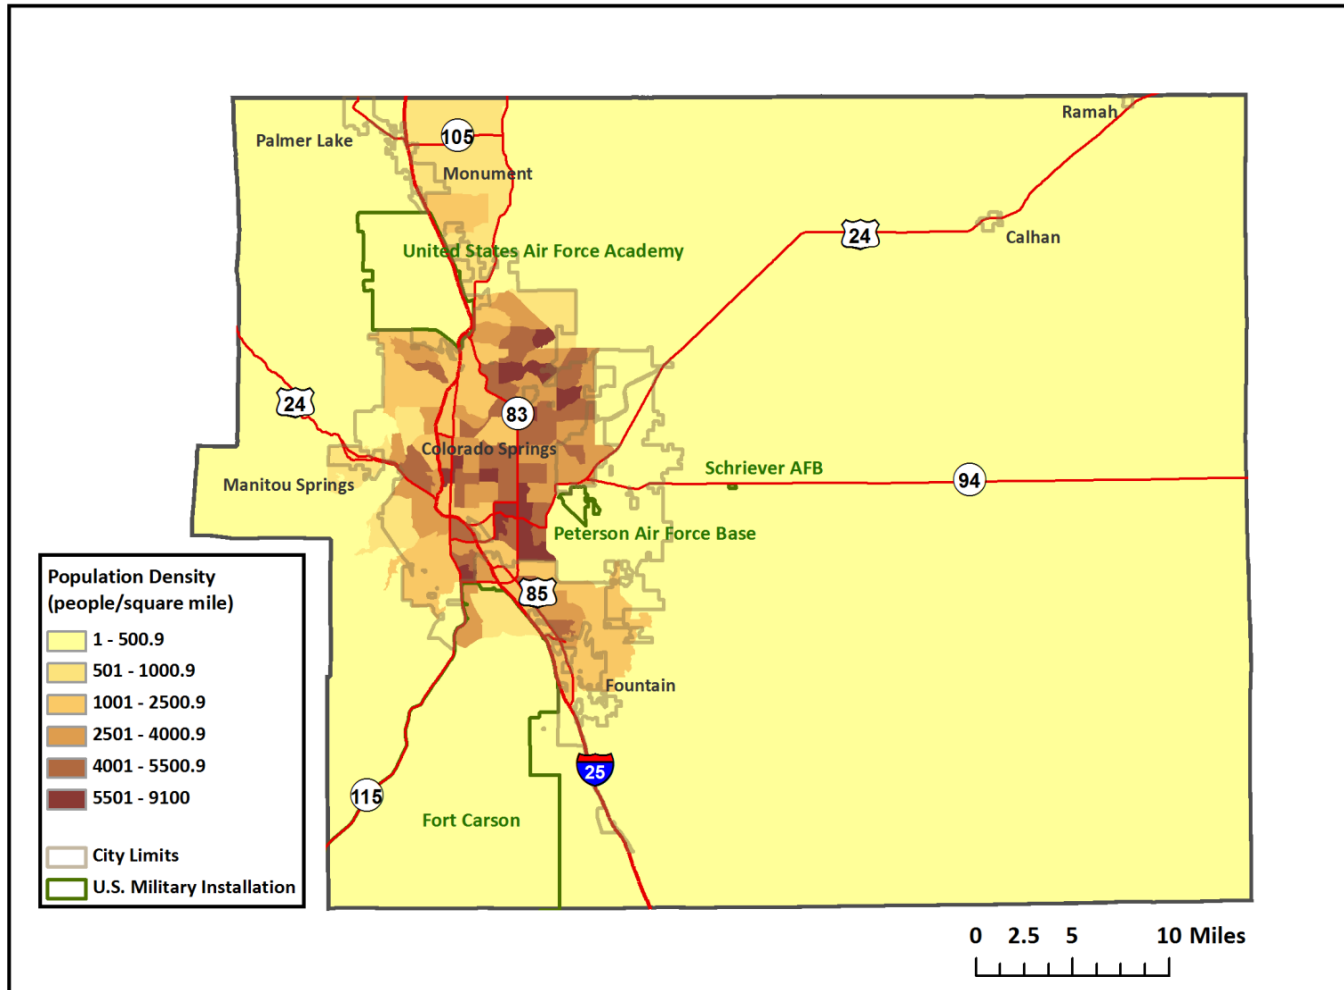 Ramah
Palmer Lake
105
Monument
24
Calhan
United States Air Force Academy
24
83
Colorado Springs
Schriever AFB
94
Manitou Springs
Peterson Air Force Base
85
Fountain
25
115
Fort Carson
Population Density
(people/square mile)
1 - 500.9
501 - 1000.9
1001 - 2500.9
2501 - 4000.9
4001 - 5500.9
5501 - 9100
City Limits
U.S. Military Installation
0 2.5 5 10 Miles